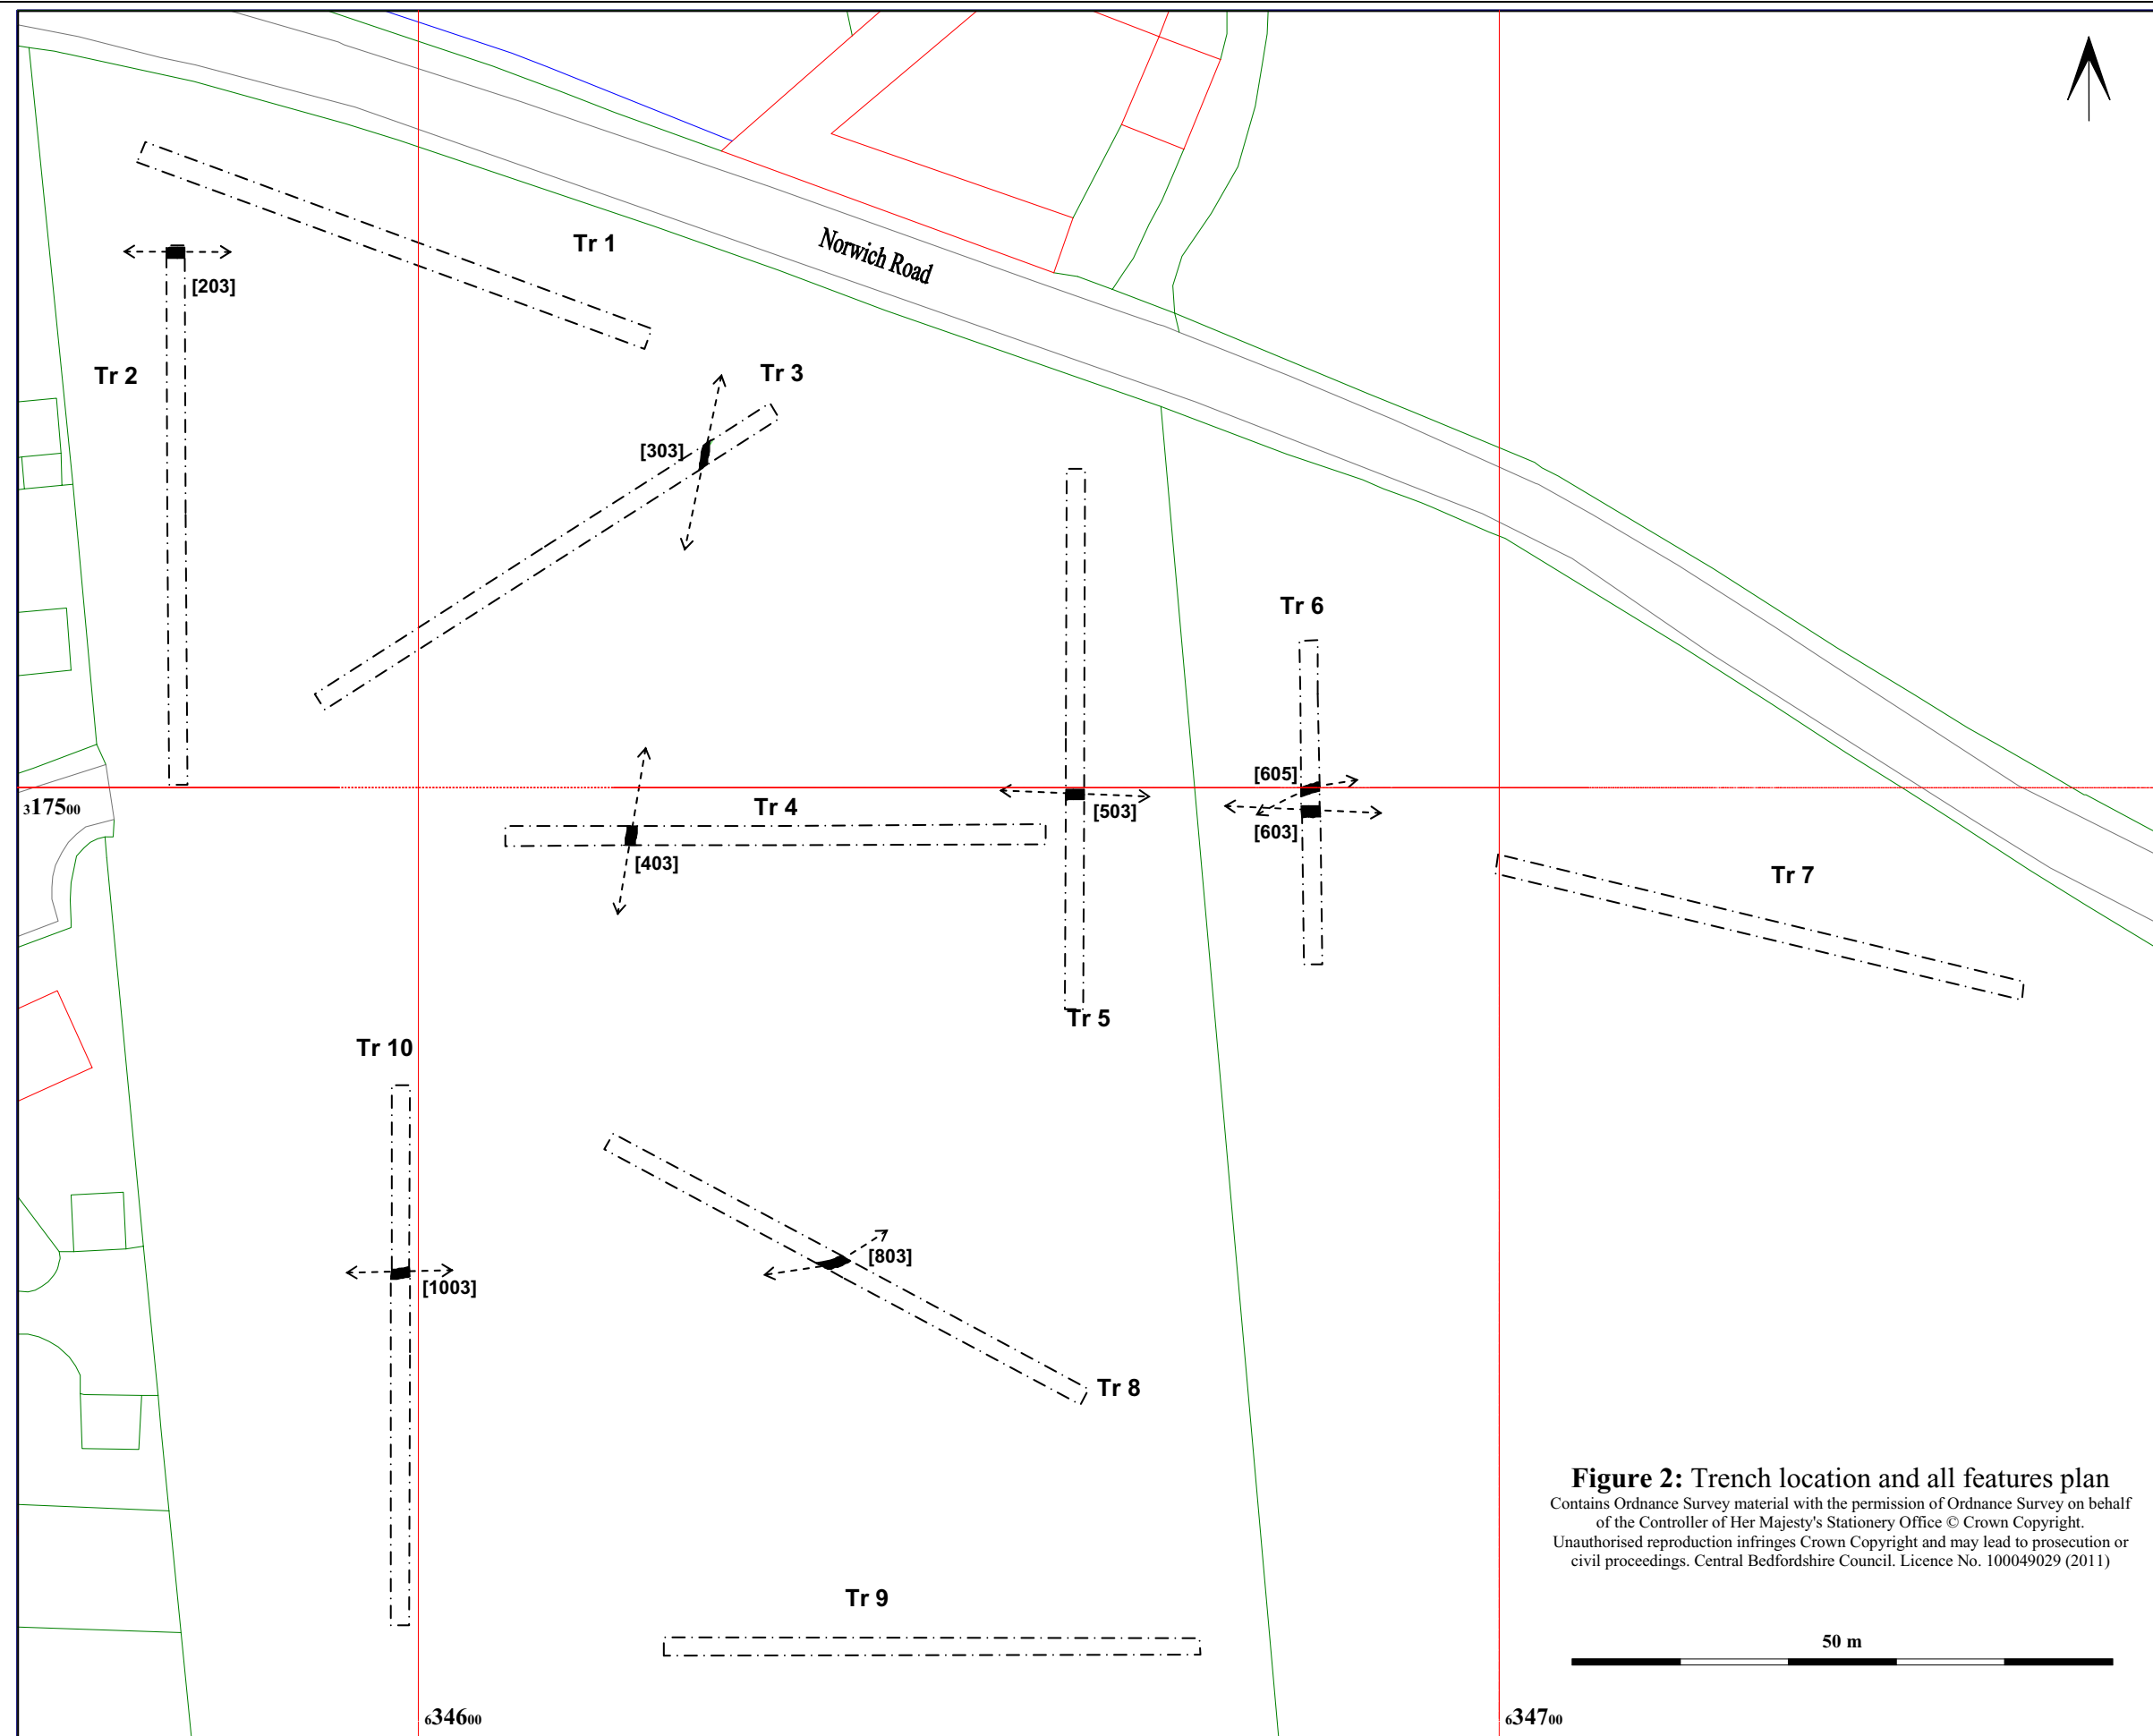 Tr 1
Norwich Road
[203]
Tr 2
Tr 3
[303]
Tr 6
[605]
317500
Tr 4
[503]
[603]
[403]
Tr 7
Tr 5
Tr 10
[803]
[1003]
Tr 8
Figure 2: Trench location and all features plan
Contains Ordnance Survey material with the permission of Ordnance Survey on behalf
of the Controller of Her Majesty's Stationery Office © Crown Copyright.
Unauthorised reproduction infringes Crown Copyright and may lead to prosecution or
civil proceedings. Central Bedfordshire Council. Licence No. 100049029 (2011)
Tr 9
50 m
634600
634700